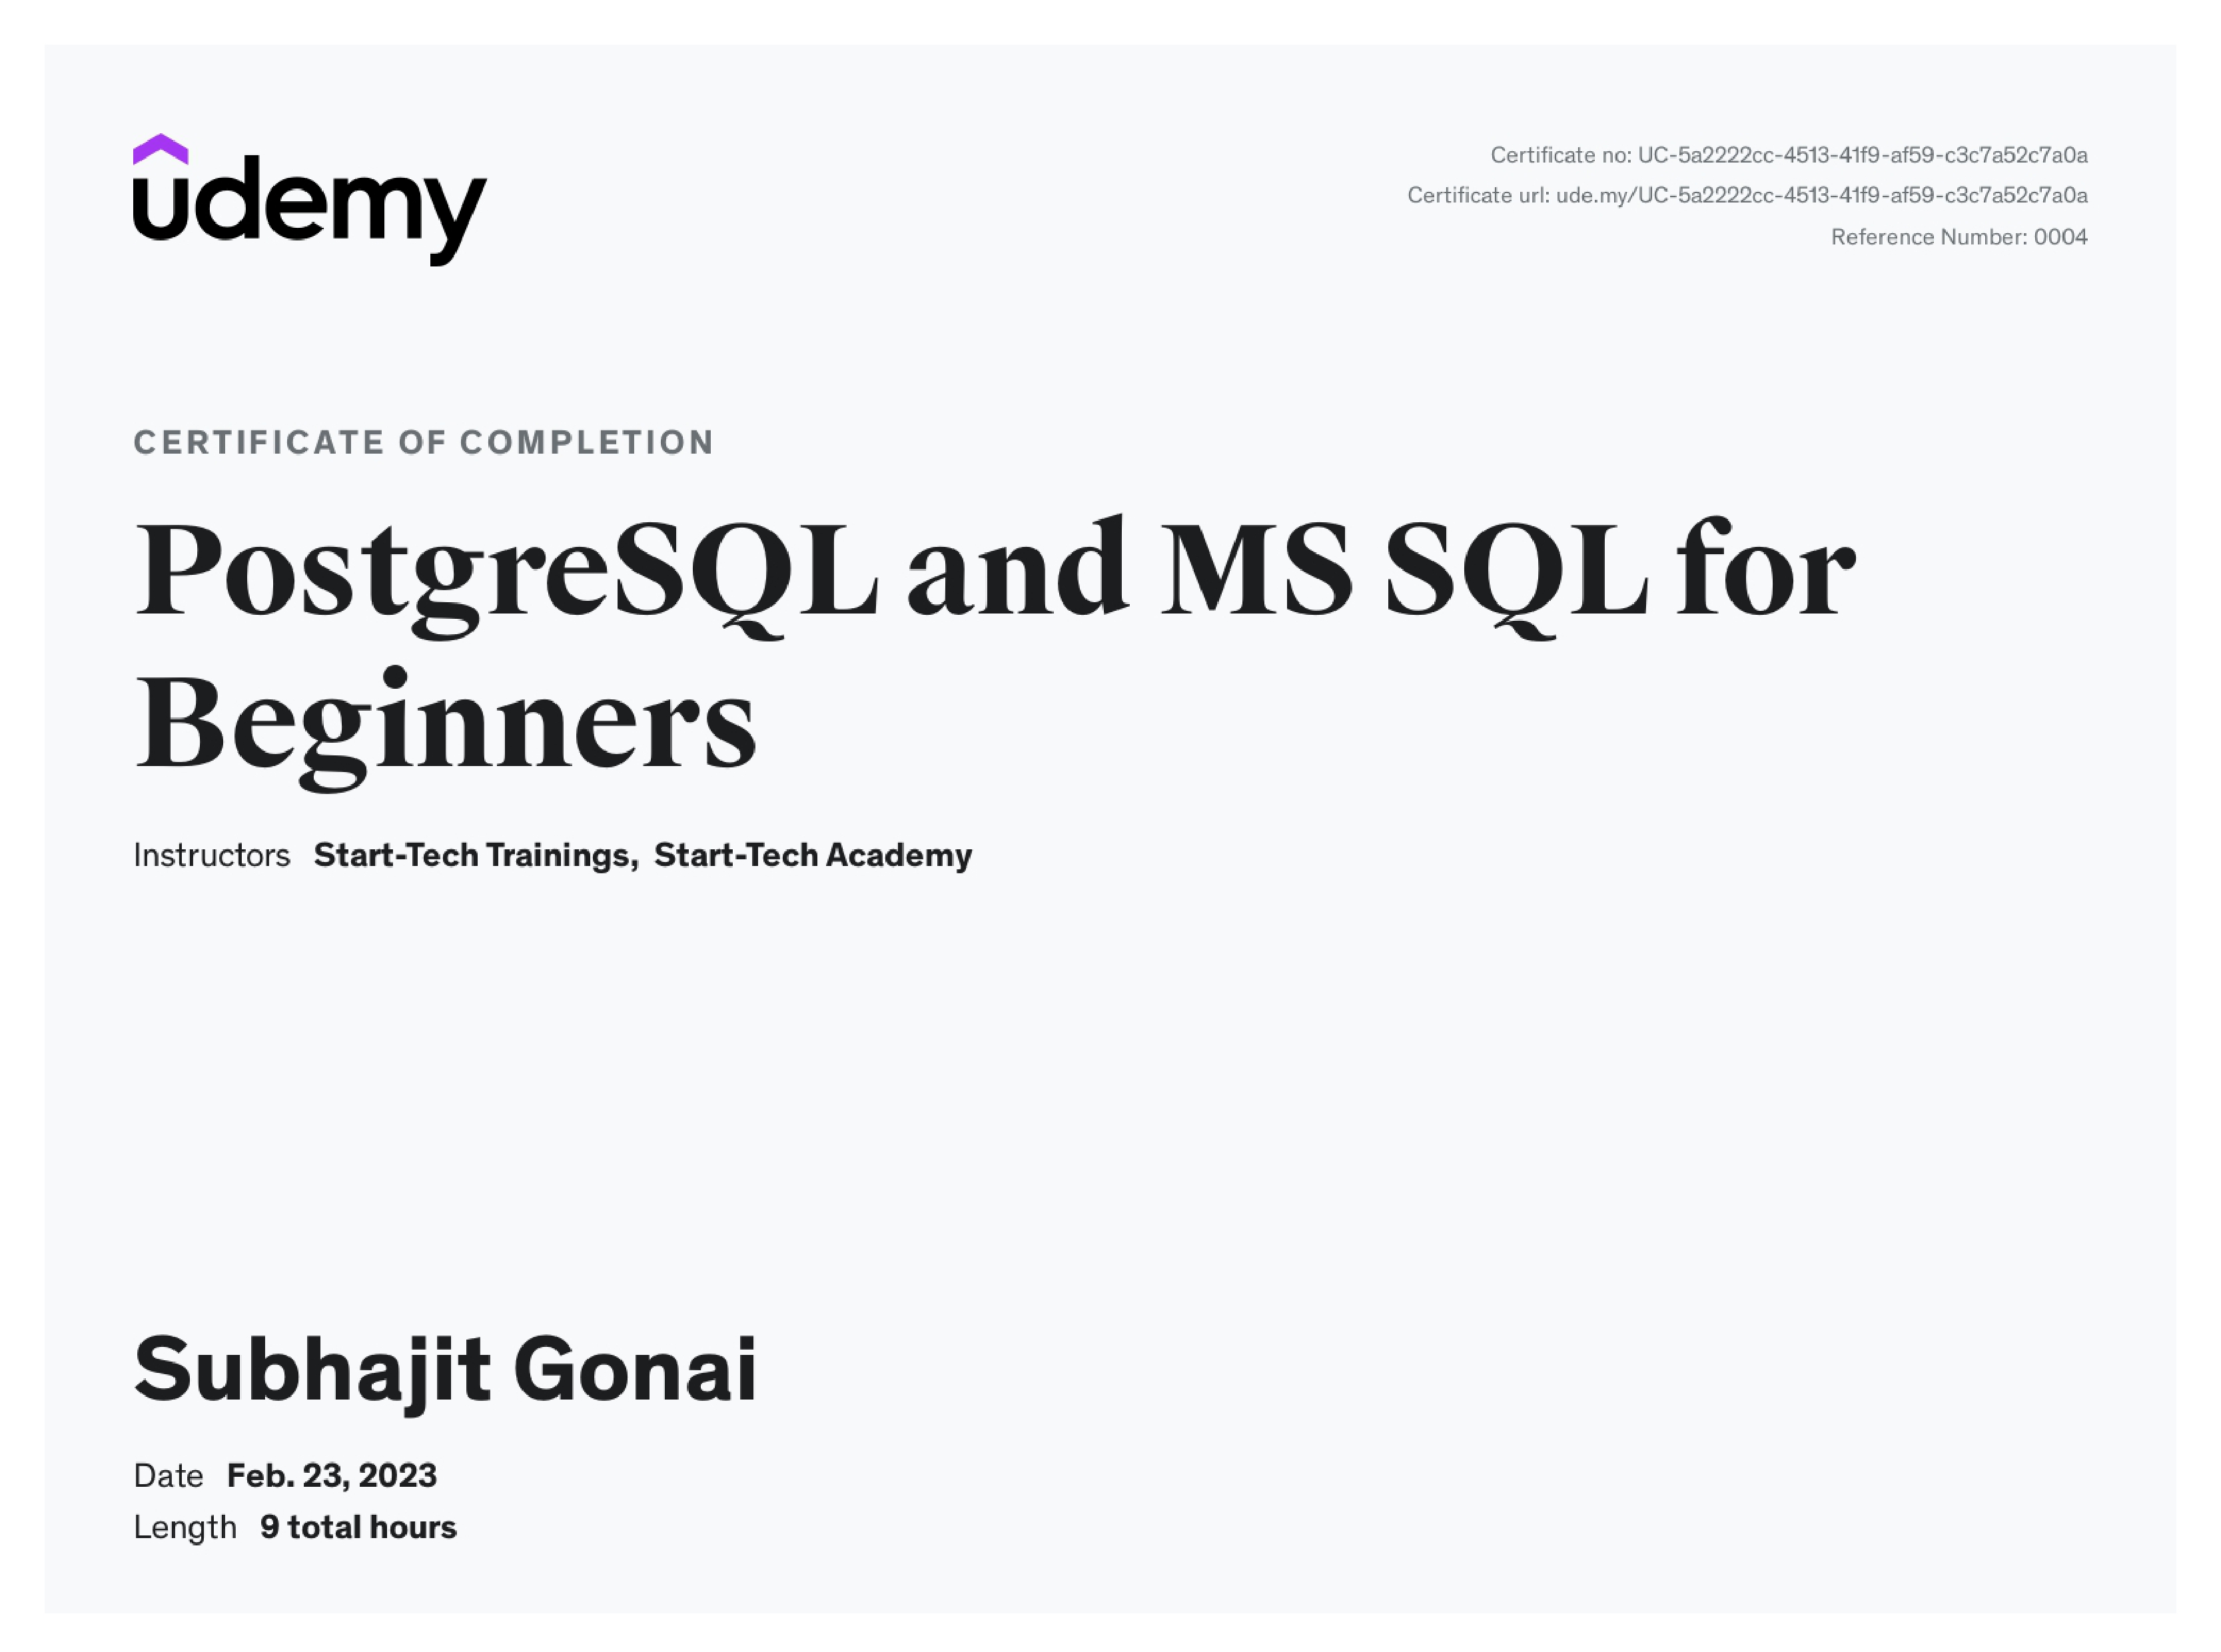 udemy
Certificate no: UC-5a2222cc-4513-41f9-af59-c3c7a52c7a0a
Certificate url: ude.my/UC-5a2222cc-4513-41f9-af59-c3c7a52c7a0a
Reference Number: 0004
CERTIFICATE OF COMPLETION
PostgreSQL and MS SQL for
Beginners
Instructors Start-Tech Trainings, Start-Tech Academy
Subhajit Gonai
Date Feb. 23, 2023
Length 9 total hours